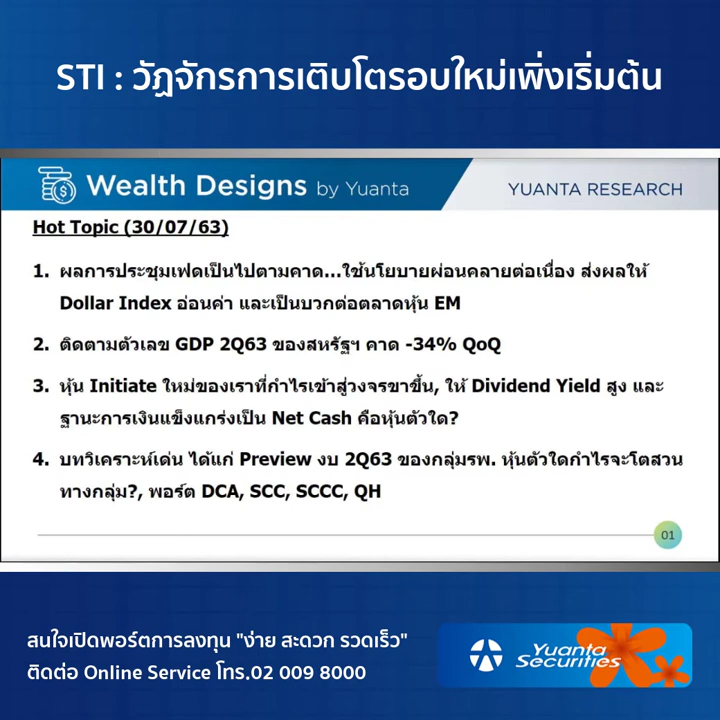 STI : วัฏจักรการเติบโตรอบใหม่เพิ่งเริ่มต้น
Wealth Designs by Yuanta
YUANTA RESEARCH
Hot Topic (30/07/63)
1. ผลการประชุมเฟดเป็นไปตามคาด...ใช้นโยบายผ่อนคลายต่อเนื่อง ส่งผลให้
Dollar Index อ่อนค่า และเป็นบวกต่อตลาดหุ้น EM
2. ติดตามตัวเลข GDP 2Q63 ของสหรัฐฯ คาด -34% QoQ
3. หุ้น Initiate ใหม่ของเราที่กำไรเข้าสู่วงจรขาขึ้น, ให้ Dividend Yield สูง และ
ฐานะการเงินแข็งแกร่งเป็น Net Cash คือหุ้นตัวใด?
4. บทวิเคราะห์เด่น ได้แก่ Preview งบ 2Q63 ของกลุ่มรพ. หุ้นตัวใดกำไรจะโตสวน
ทางกลุ่ม?, พอร์ต DCA, SCC, SCCC, QH
01
สนใจเปิดพอร์ตการลงทุน "ง่าย สะดวก รวดเร็ว"
ติดต่อ Online Service โทร.02 009 8000
Yuanta
Securities